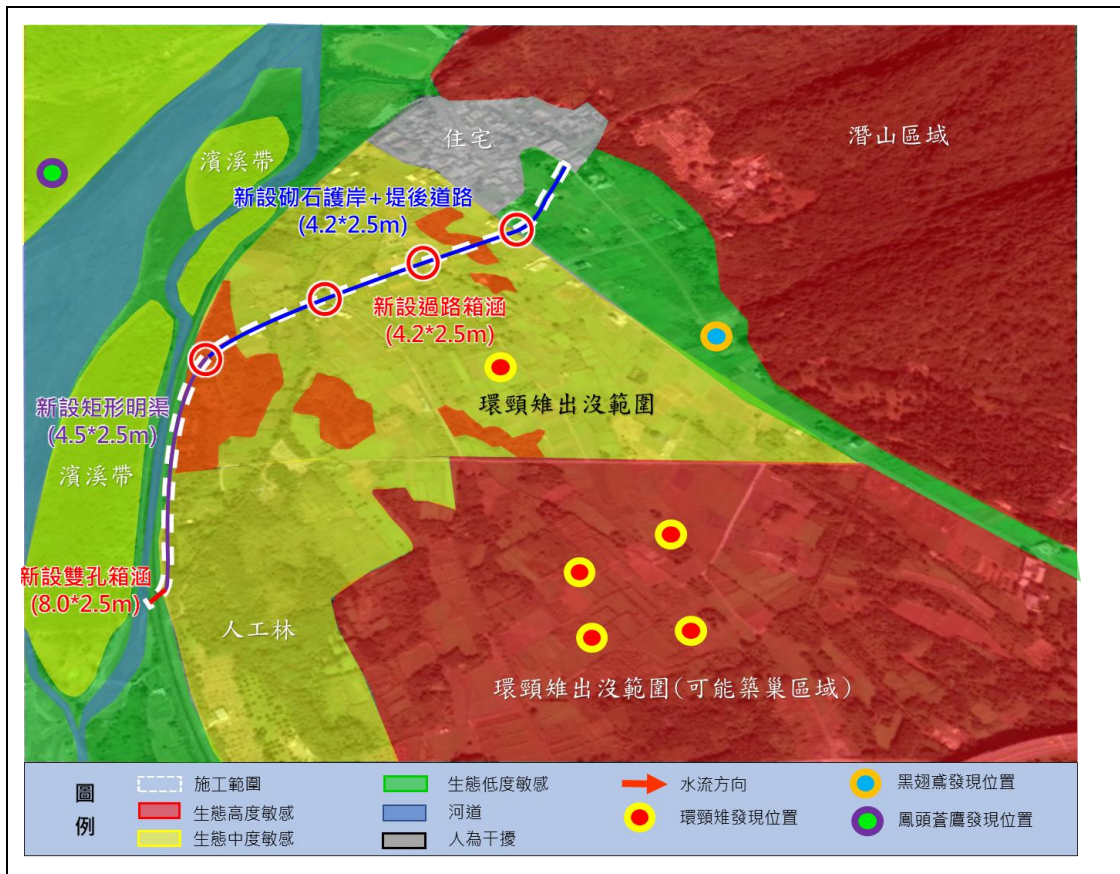 住宅
潛山區域
濱溪帶
新設砌石護岸+堤後道路
(4.2*2.5m)
新設過路箱涵
(4.2*2.5m)
環頸雉出沒範圍
新設矩形明渠
(4.5*2.5m)
濱溪帶
新設雙孔箱涵
(8.0*2.5m)
人工林
環頸雉出沒範圍(可能築巢區域)
圖例
施工範圍
生態高度敏感
生態中度敏感
生態低度敏感
河道
人為干擾
水流方向
環頸雉發現位置
黑翅鳶發現位置
鳳頭蒼鷹發現位置